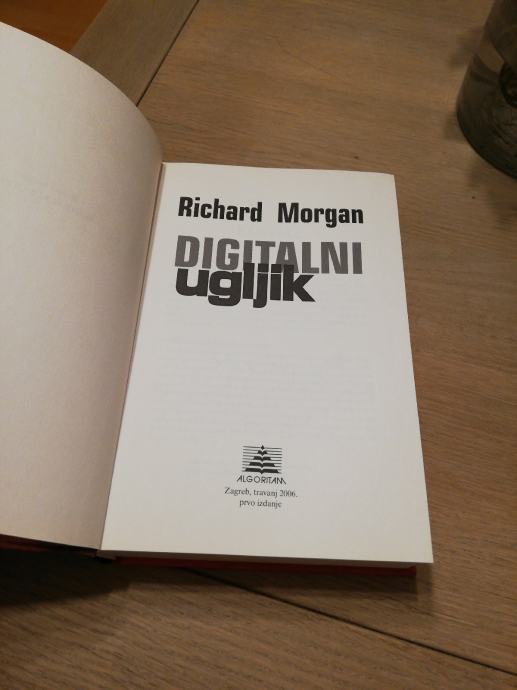 Richard Morgan
DIGITALNI
ugljik
ALGORITAM
Zagreb, travanj 2006.
prvo izdanje